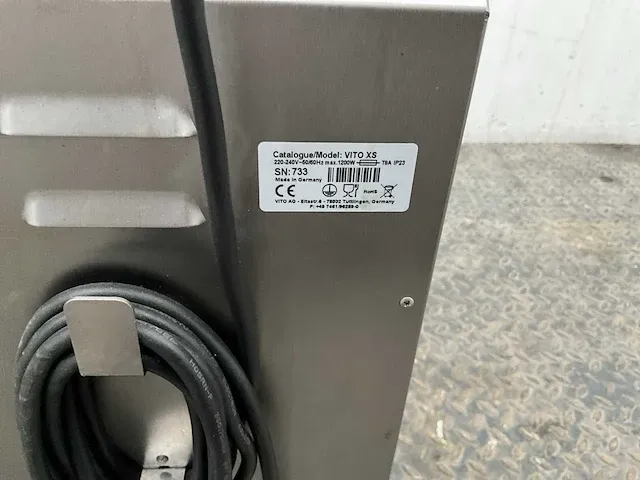 Catalogue/Model: VITO XS
220-240V~50/60Hz max.1200W T8A IP23
SN:733
Made in Germany
CE RoHS
VITO AG - Eltastr.6 - 78532 Tuttlingen, Germany